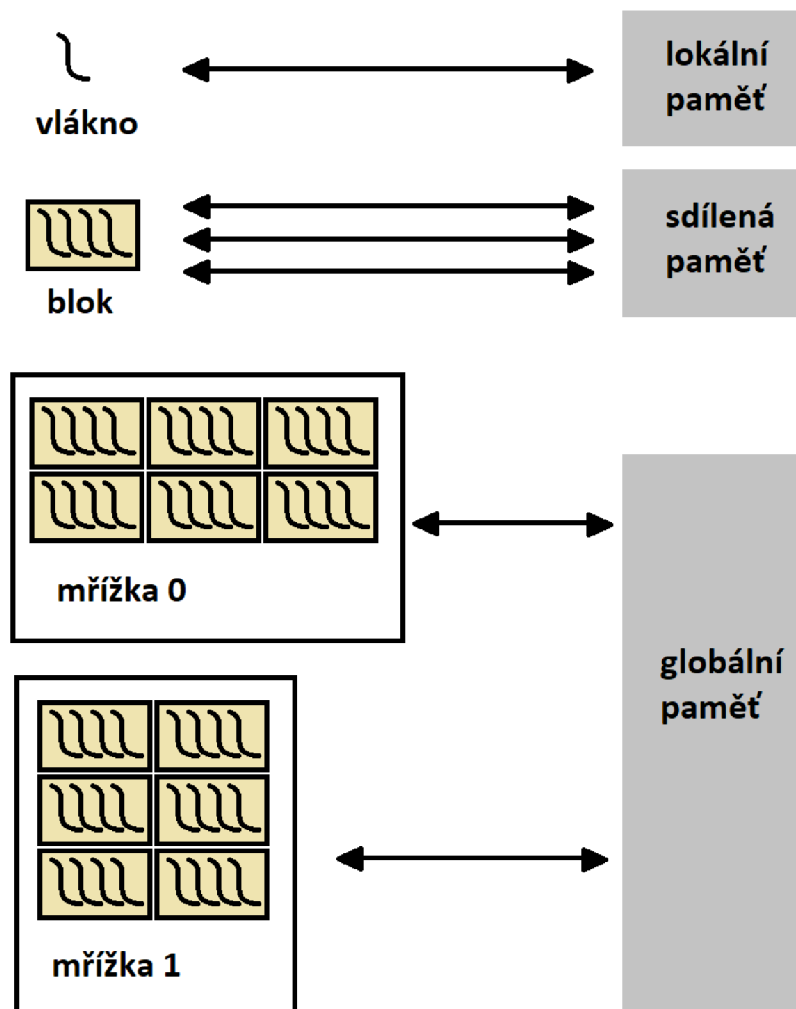 vlákno
lokální
paměť
blok
sdílená
paměť
mřížka 0
globální
paměť
mřížka 1